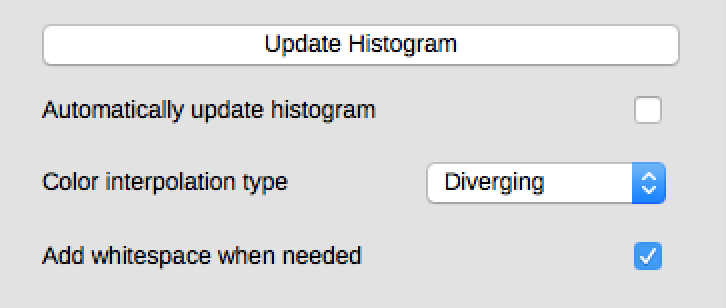 Update Histogram
Automatically update histogram
Color interpolation type
Diverging
Add whitespace when needed